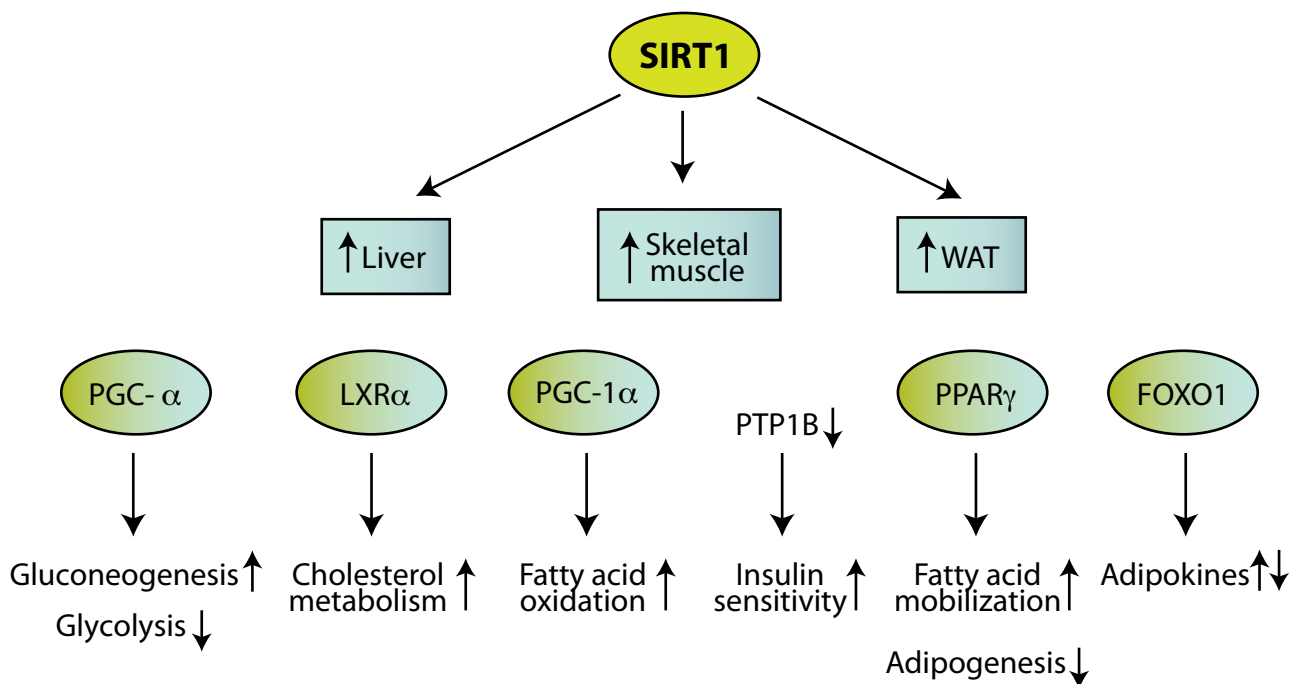 SIRT1
↑ Liver
↑ Skeletal
muscle
↑ WAT
PGC- α
LXRα
PGC-1α
PTP1B ↓
PPARγ
FOXO1
Gluconeogenesis ↑
Glycolysis ↓
Cholesterol
metabolism ↑
Fatty acid
oxidation ↑
Insulin
sensitivity ↑
Fatty acid
mobilization ↑
Adipogenesis ↓
Adipokines ↑↓